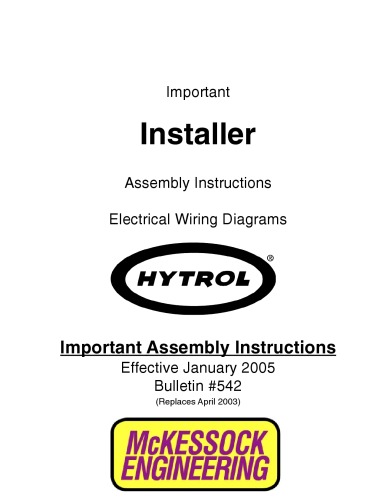 Important
Installer
Assembly Instructions
Electrical Wiring Diagrams
HYTROL®
Important Assembly Instructions
Effective January 2005
Bulletin #542
(Replaces April 2003)
McKESSOCK
ENGINEERING